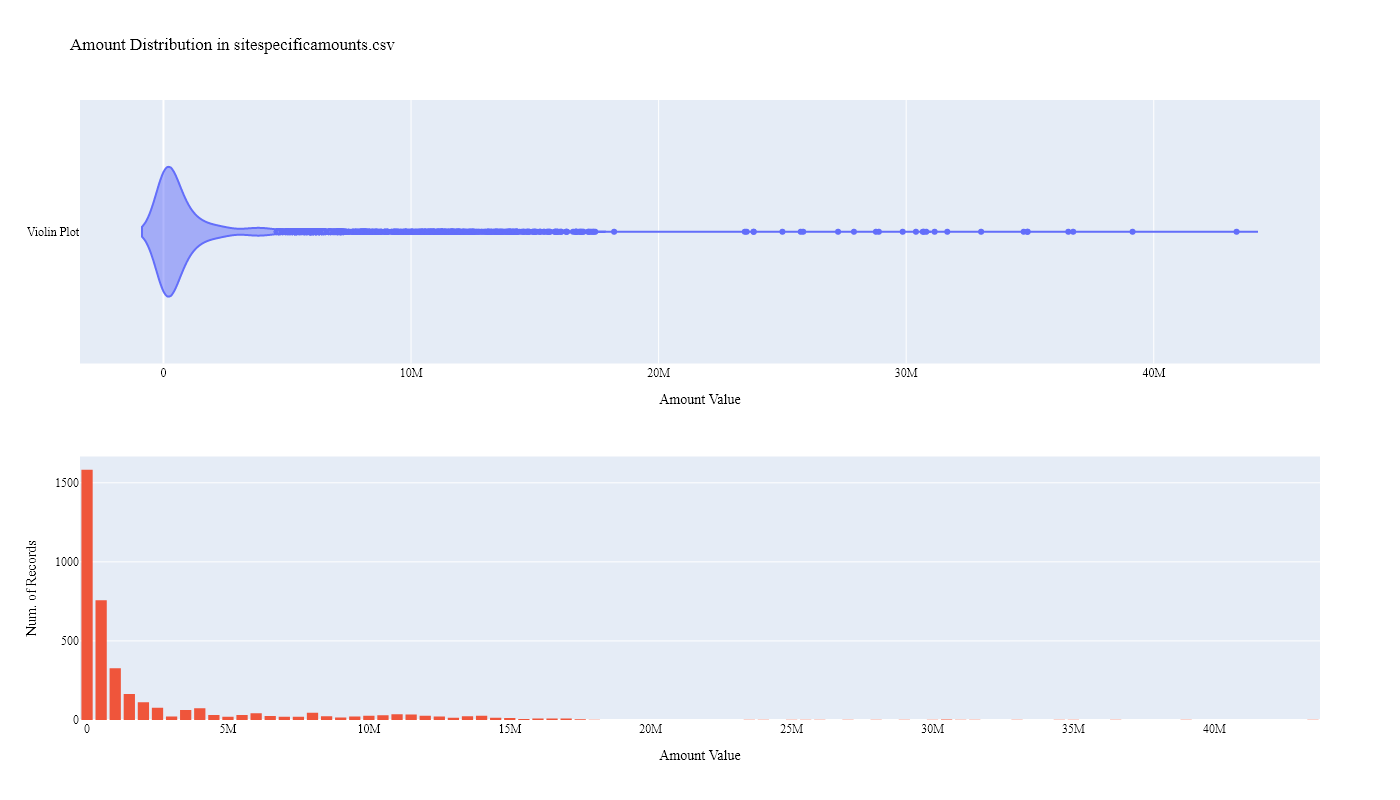 Amount Distribution in sitespecificamounts.csv
Violin Plot
0 10M 20M 30M 40M
Amount Value
1500
1000
500
0
Num. of Records
0 5M 10M 15M 20M 25M 30M 35M 40M
Amount Value